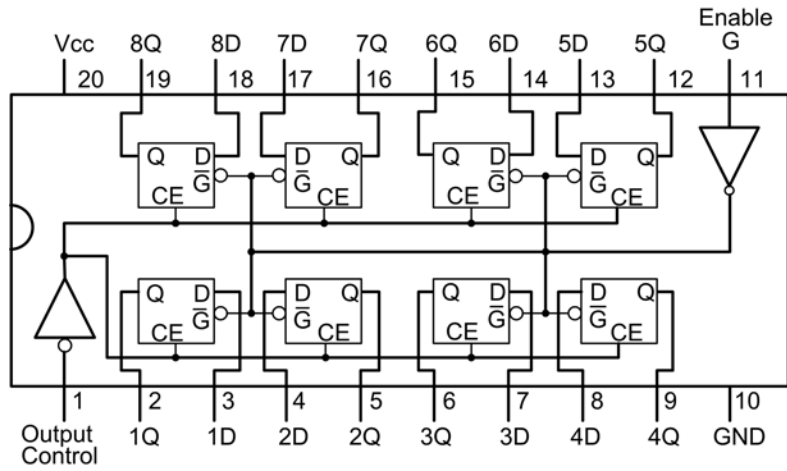 Enable
Vcc 8Q 8D 7D 7Q 6Q 6D 5D 5Q G
20 19 18 17 16 15 14 13 12 11
Q D D Q Q D D Q
G̅ G̅ G̅ G̅
CE CE CE CE
Q D D Q Q D D Q
G̅ G̅ G̅ G̅
CE CE CE CE
1 2 3 4 5 6 7 8 9 10
Output 1Q 1D 2D 2Q 3Q 3D 4D 4Q GND
Control